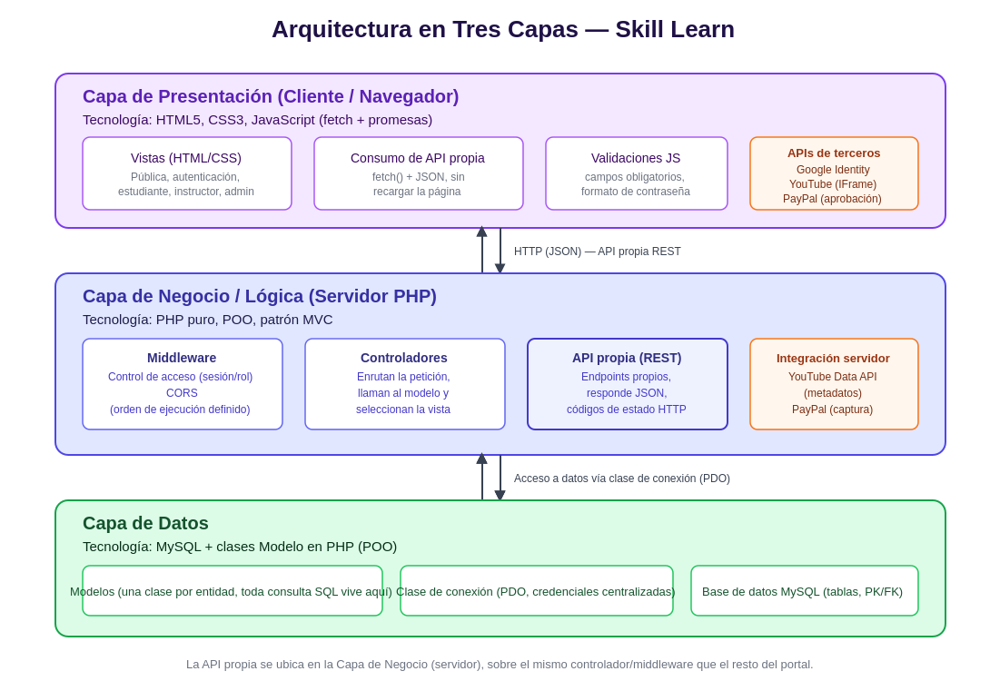 Arquitectura en Tres Capas — Skill Learn
Capa de Presentación (Cliente / Navegador)
Tecnología: HTML5, CSS3, JavaScript (fetch + promesas)
Vistas (HTML/CSS)
Pública, autenticación,
estudiante, instructor, admin
Consumo de API propia
fetch() + JSON, sin
recargar la página
Validaciones JS
campos obligatorios,
formato de contraseña
APIs de terceros
Google Identity
YouTube (IFrame)
PayPal (aprobación)
HTTP (JSON) — API propia REST
Capa de Negocio / Lógica (Servidor PHP)
Tecnología: PHP puro, POO, patrón MVC
Middleware
Control de acceso (sesión/rol)
CORS
(orden de ejecución definido)
Controladores
Enrutan la petición,
llaman al modelo y
seleccionan la vista
API propia (REST)
Endpoints propios,
responde JSON,
códigos de estado HTTP
Integración servidor
YouTube Data API
(metadatos)
PayPal (captura)
Acceso a datos vía clase de conexión (PDO)
Capa de Datos
Tecnología: MySQL + clases Modelo en PHP (POO)
Modelos (una clase por entidad, toda consulta SQL vive aquí)
Clase de conexión (PDO, credenciales centralizadas)
Base de datos MySQL (tablas, PK/FK)
La API propia se ubica en la Capa de Negocio (servidor), sobre el mismo controlador/middleware que el resto del portal.